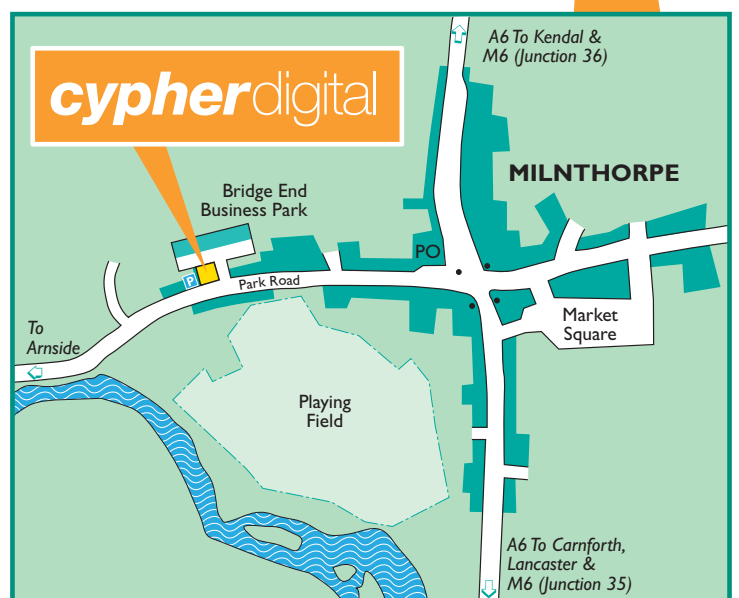 A6 To Kendal &
M6 (Junction 36)
cypherdigital
MILNTHORPE
Bridge End
Business Park
PO
P
Park Road
Market
Square
To
Arnside
Playing
Field
A6 To Carnforth,
Lancaster &
M6 (Junction 35)